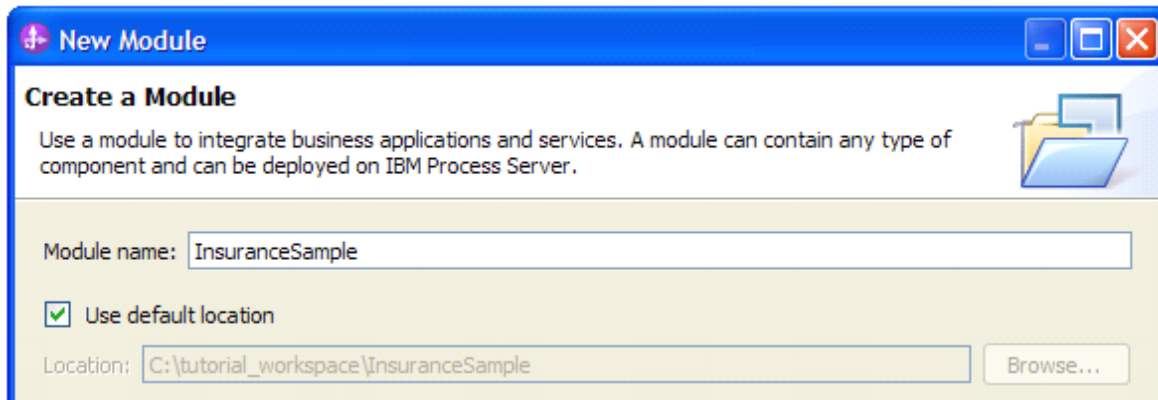 New Module
Create a Module
Use a module to integrate business applications and services. A module can contain any type of
component and can be deployed on IBM Process Server.
Module name: InsuranceSample
Use default location
Location: C:\tutorial_workspace\InsuranceSample Browse...